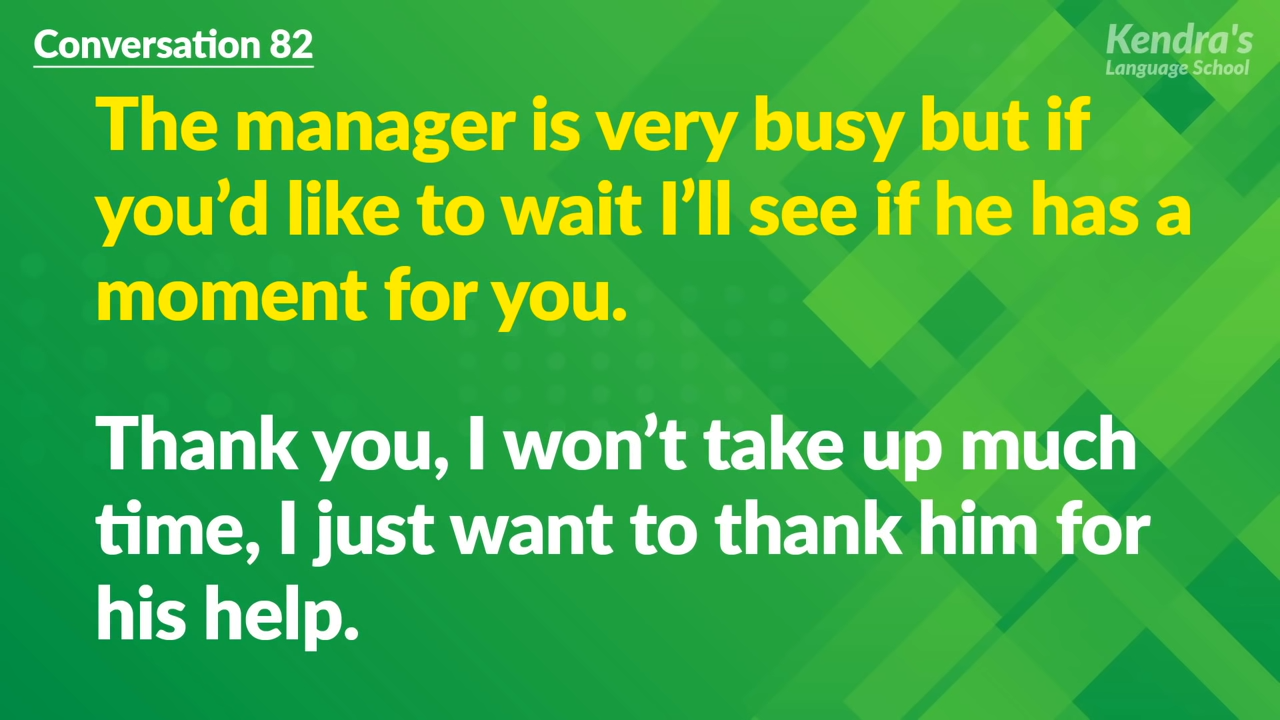 Conversation 82
Kendra's
Language School
The manager is very busy but if
you’d like to wait I’ll see if he has a
moment for you.
Thank you, I won’t take up much
time, I just want to thank him for
his help.